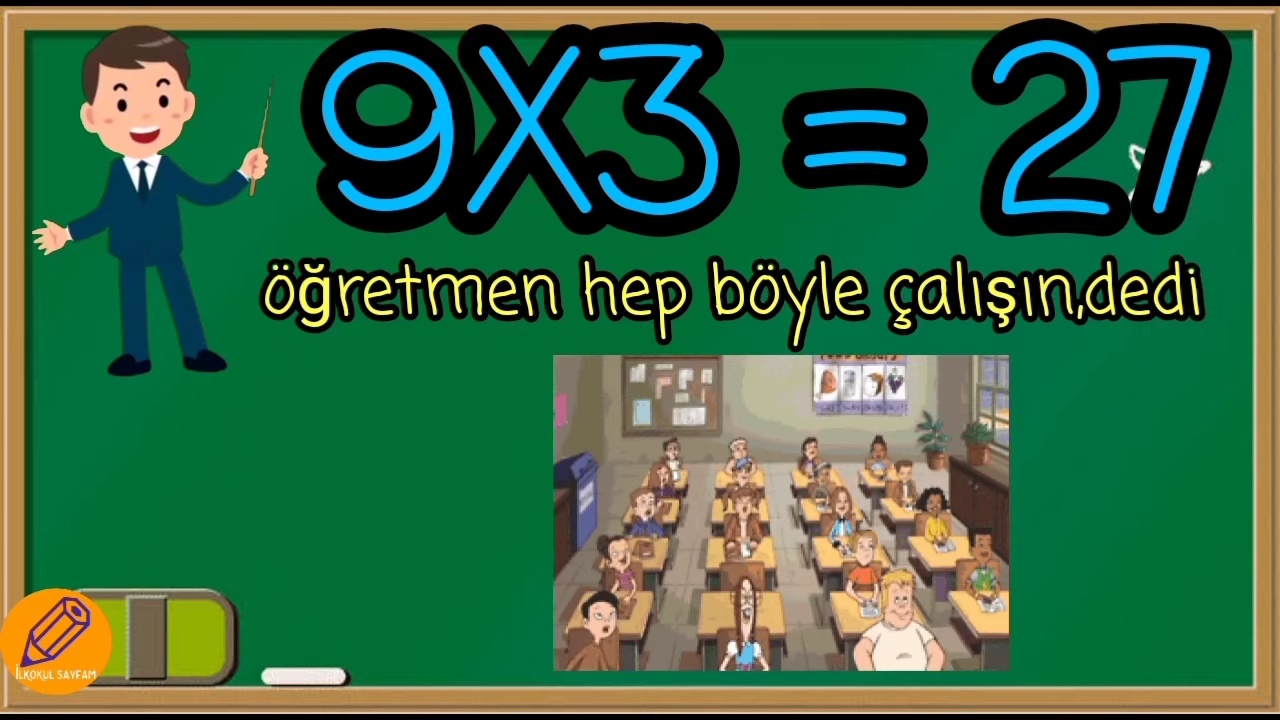 9X3 = 27
öğretmen hep böyle çalışın,dedi
İLKOKUL SAYFAM